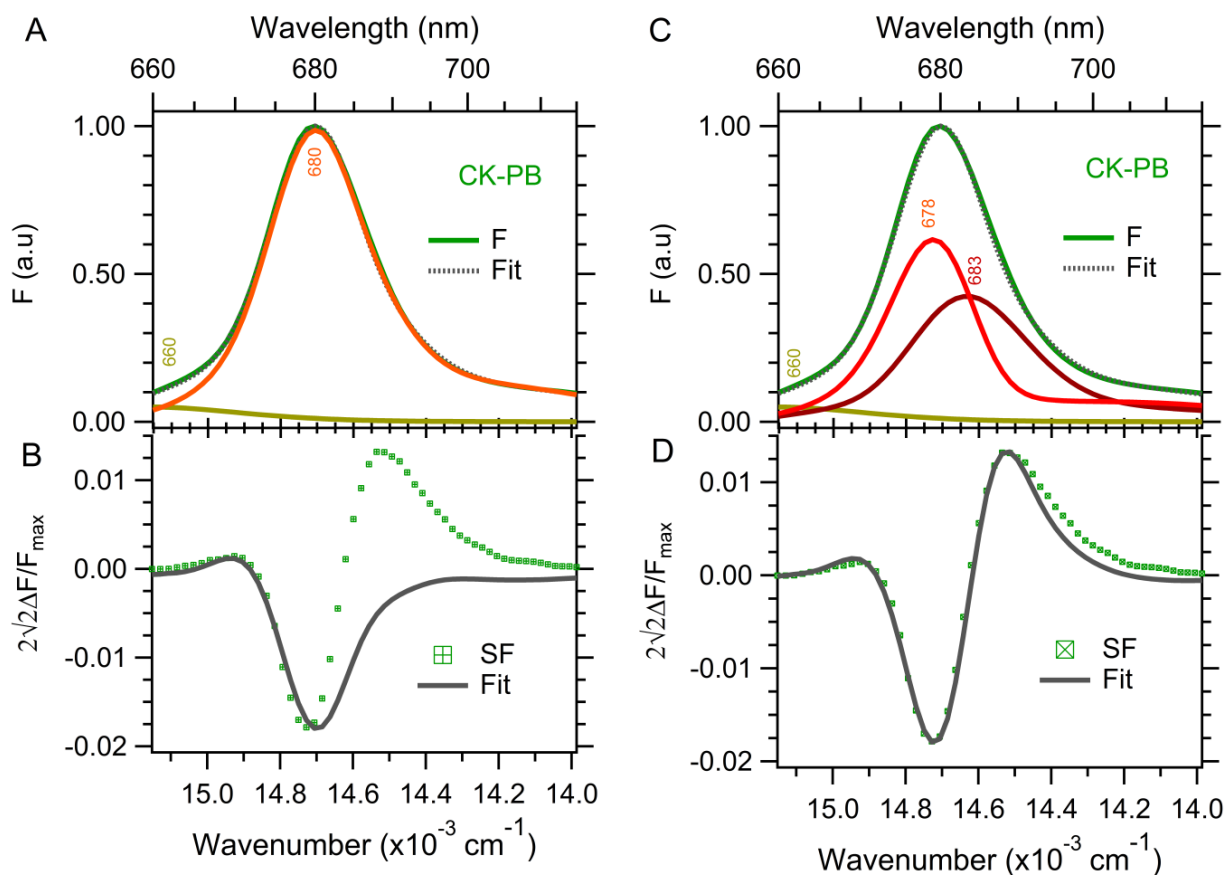 A
Wavelength (nm)
660 680 700
1.00
0.50
0.00
F (a.u)
CK-PB
F
Fit
680
660
B
0.01
0.00
-0.01
-0.02
2√2ΔF/Fmax
SF
Fit
15.0 14.8 14.6 14.4 14.2 14.0
Wavenumber (x10⁻³ cm⁻¹)
C
Wavelength (nm)
660 680 700
1.00
0.50
0.00
F (a.u)
CK-PB
F
Fit
678
683
660
D
0.01
0.00
-0.01
-0.02
2√2ΔF/Fmax
SF
Fit
15.0 14.8 14.6 14.4 14.2 14.0
Wavenumber (x10⁻³ cm⁻¹)